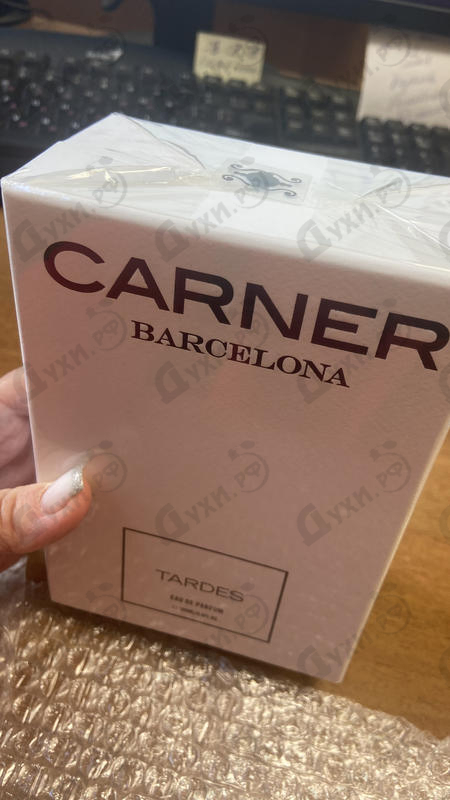 CARNER
BARCELONA
TARDES
EAU DE PARFUM
Духи.рф